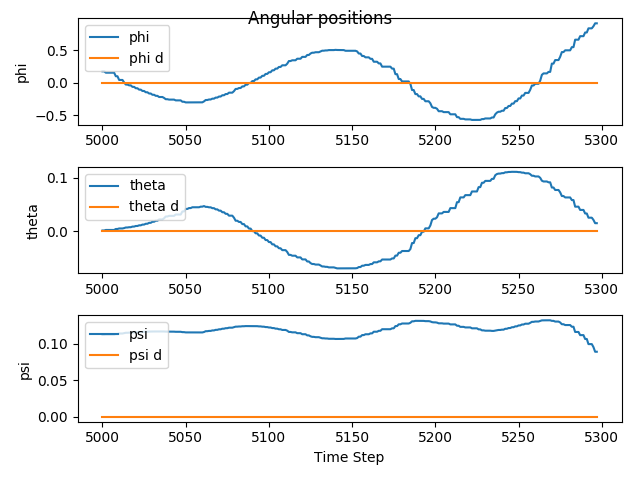 Angular positions
phi
phi d
phi
0.5
0.0
−0.5
5000 5050 5100 5150 5200 5250 5300
theta
theta d
theta
0.1
0.0
5000 5050 5100 5150 5200 5250 5300
psi
psi d
psi
0.10
0.05
0.00
5000 5050 5100 5150 5200 5250 5300
Time Step